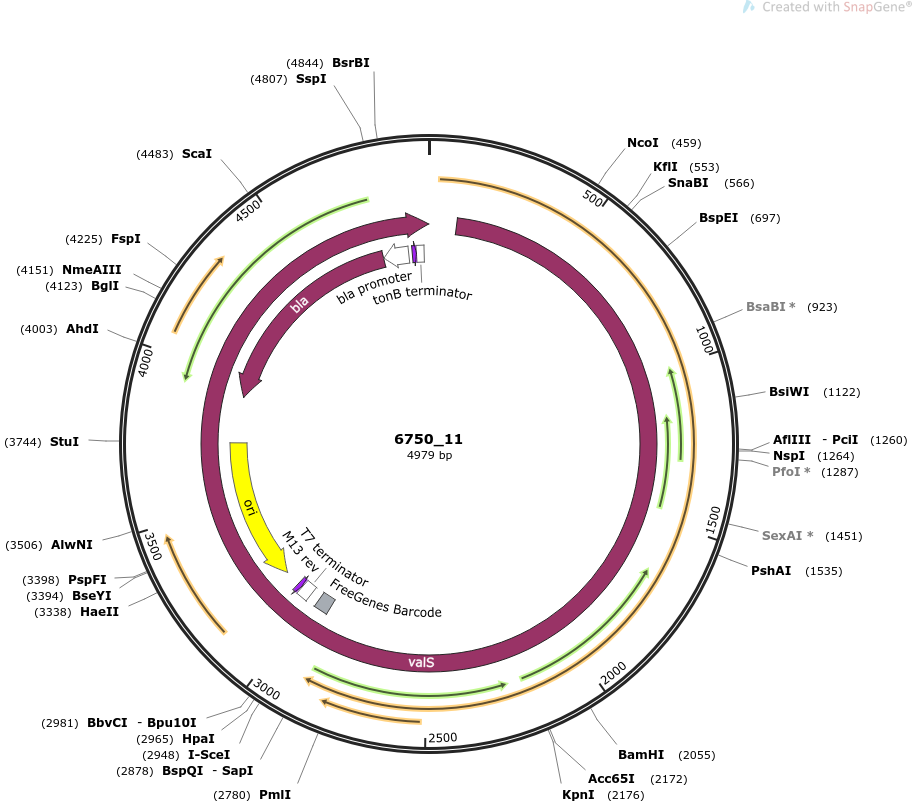 Created with SnapGene®
(4844) BsrBI
(4807) SspI
(4483) ScaI
(4225) FspI
(4151) NmeAIII
(4123) BglI
(4003) AhdI
(3744) StuI
(3506) AlwNI
(3398) PspFI
(3394) BseYI
(3338) HaeII
(2981) BbvCI - Bpu10I
(2965) HpaI
(2948) I-SceI
(2878) BspQI - SapI
(2780) PmlI
NcoI (459)
KflI (553)
SnaBI (566)
BspEI (697)
BsaBI * (923)
BsiWI (1122)
AflIII - PciI (1260)
NspI (1264)
PfoI * (1287)
SexAI * (1451)
PshAI (1535)
BamHI (2055)
Acc65I (2172)
KpnI (2176)
500
1000
1500
2000
2500
3000
3500
4000
4500
bla
bla promoter
tonB terminator
6750_11
4979 bp
ori
T7 terminator
M13 rev
FreeGenes Barcode
valS